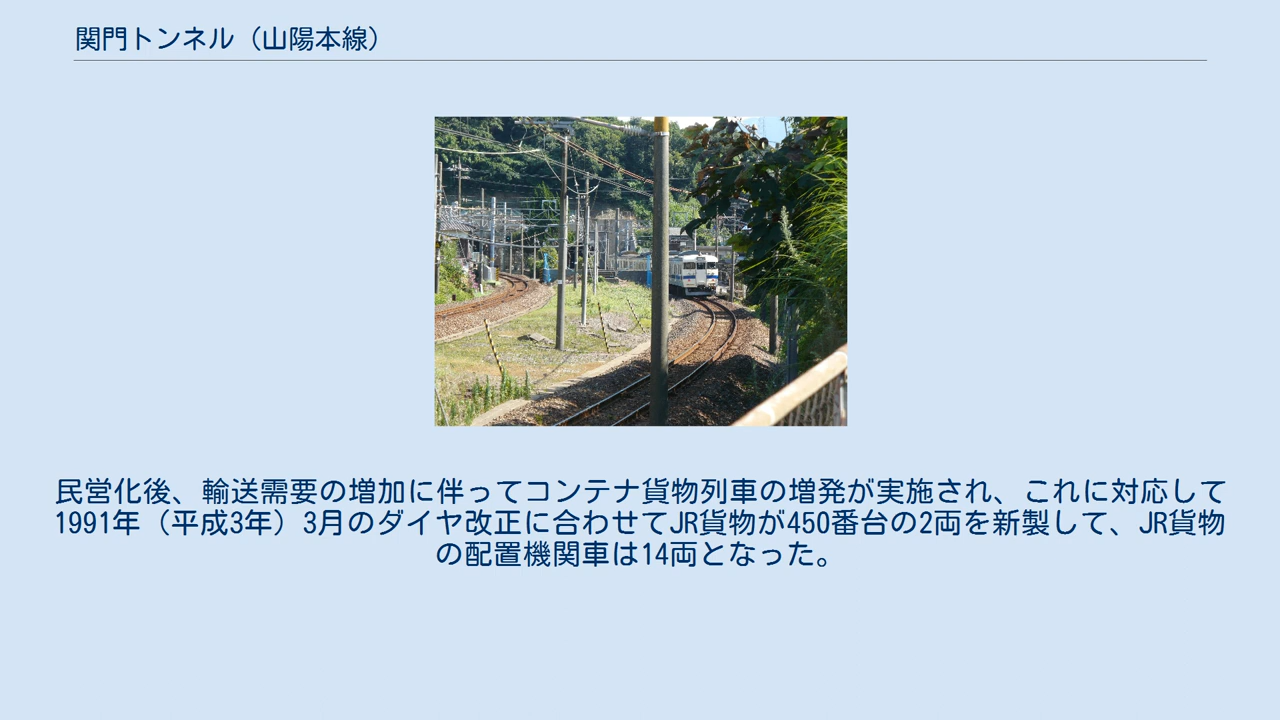 関門トンネル（山陽本線）
民営化後、輸送需要の増加に伴ってコンテナ貨物列車の増発が実施され、これに対応して
1991年（平成3年）3月のダイヤ改正に合わせてJR貨物が450番台の2両を新製して、JR貨物
の配置機関車は14両となった。